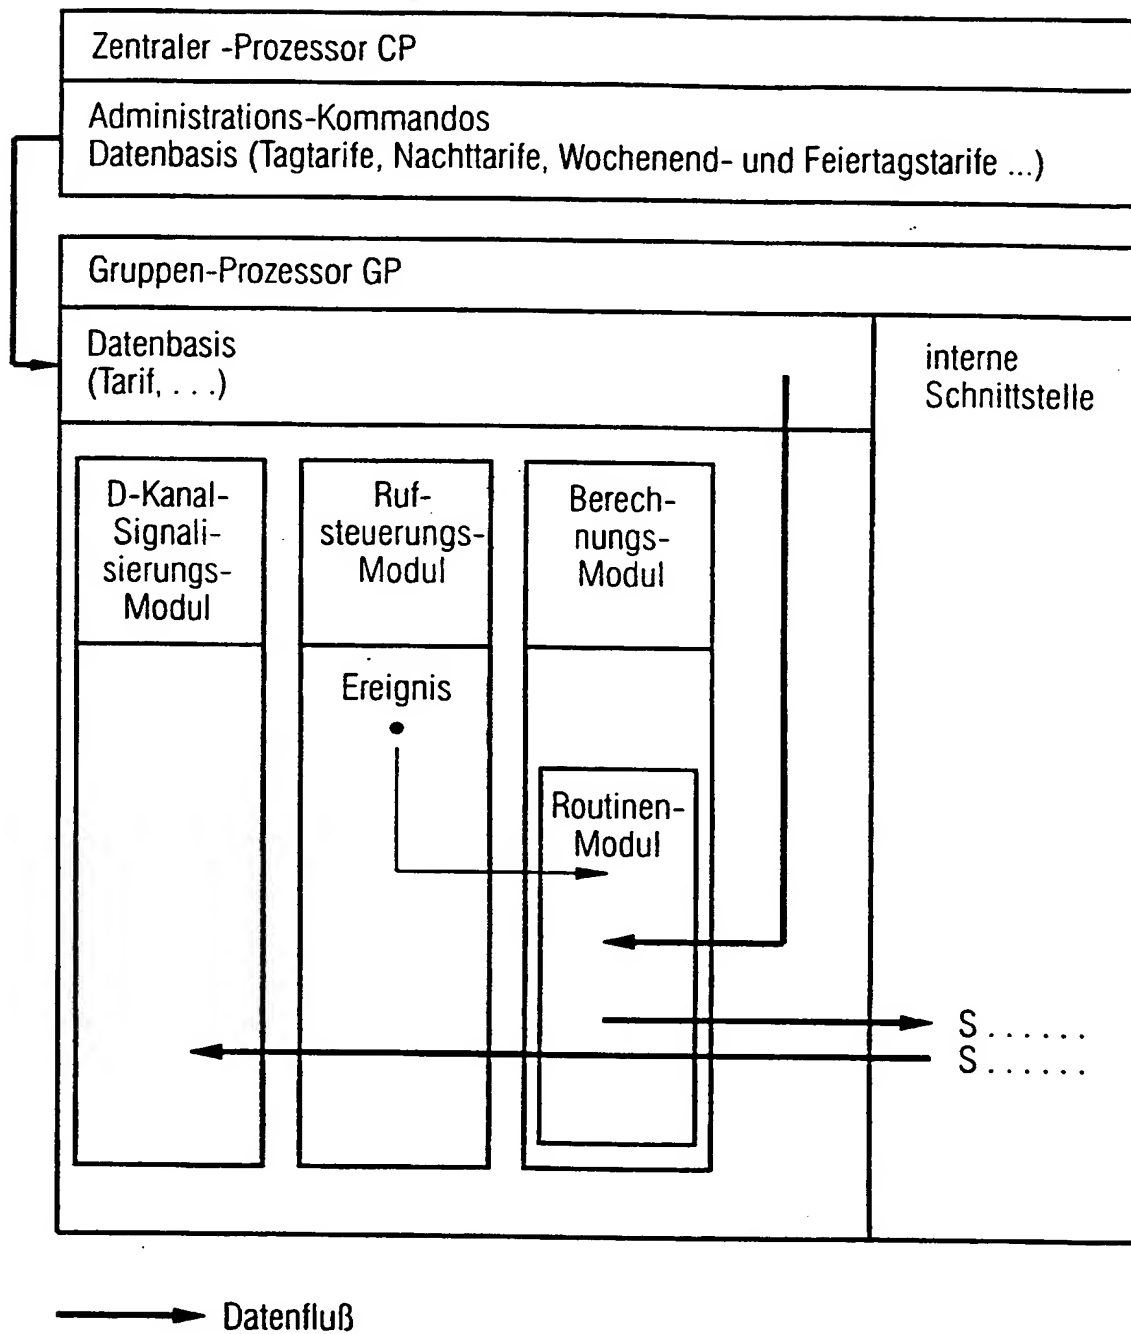 Zentraler -Prozessor CP
Administrations-Kommandos
Datenbasis (Tagtarife, Nachttarife, Wochenend- und Feiertagstarife ...)
Gruppen-Prozessor GP
Datenbasis
(Tarif, . . .)
interne
Schnittstelle
D-Kanal-
Signali-
sierungs-
Modul
Ruf-
steuerungs-
Modul
Berech-
nungs-
Modul
Ereignis
Routinen-
Modul
S . . . . . .
S . . . . . .
Datenfluß